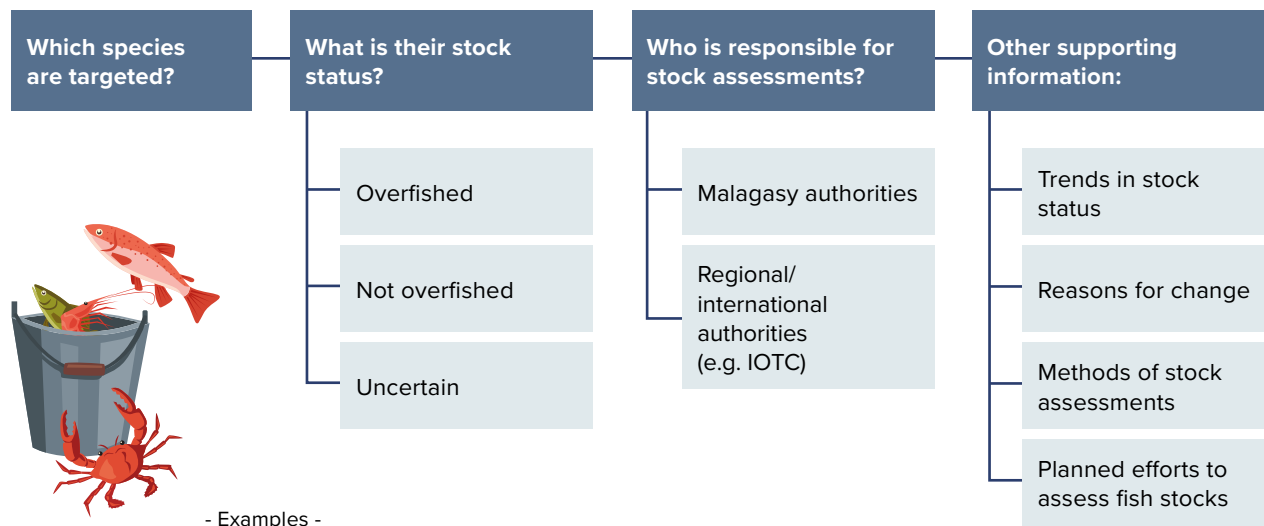 Which species
are targeted?
What is their stock
status?
Overfished
Not overfished
Uncertain
Who is responsible for
stock assessments?
Malagasy authorities
Regional/
international
authorities
(e.g. IOTC)
Other supporting
information:
Trends in stock
status
Reasons for change
Methods of stock
assessments
Planned efforts to
assess fish stocks
- Examples -